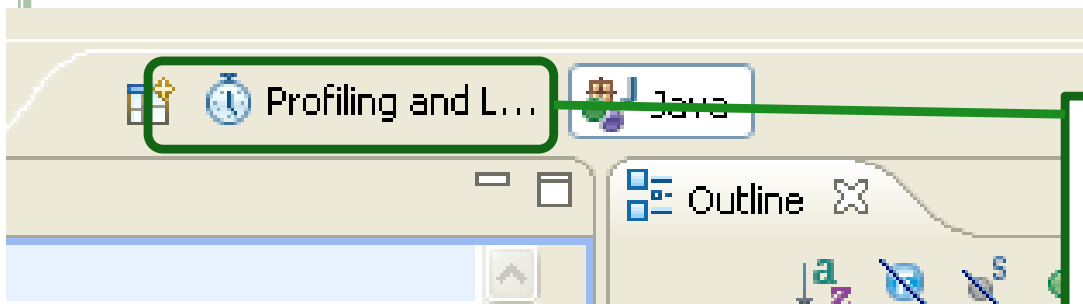 Profiling and L...
Java
Outline
a
z
s